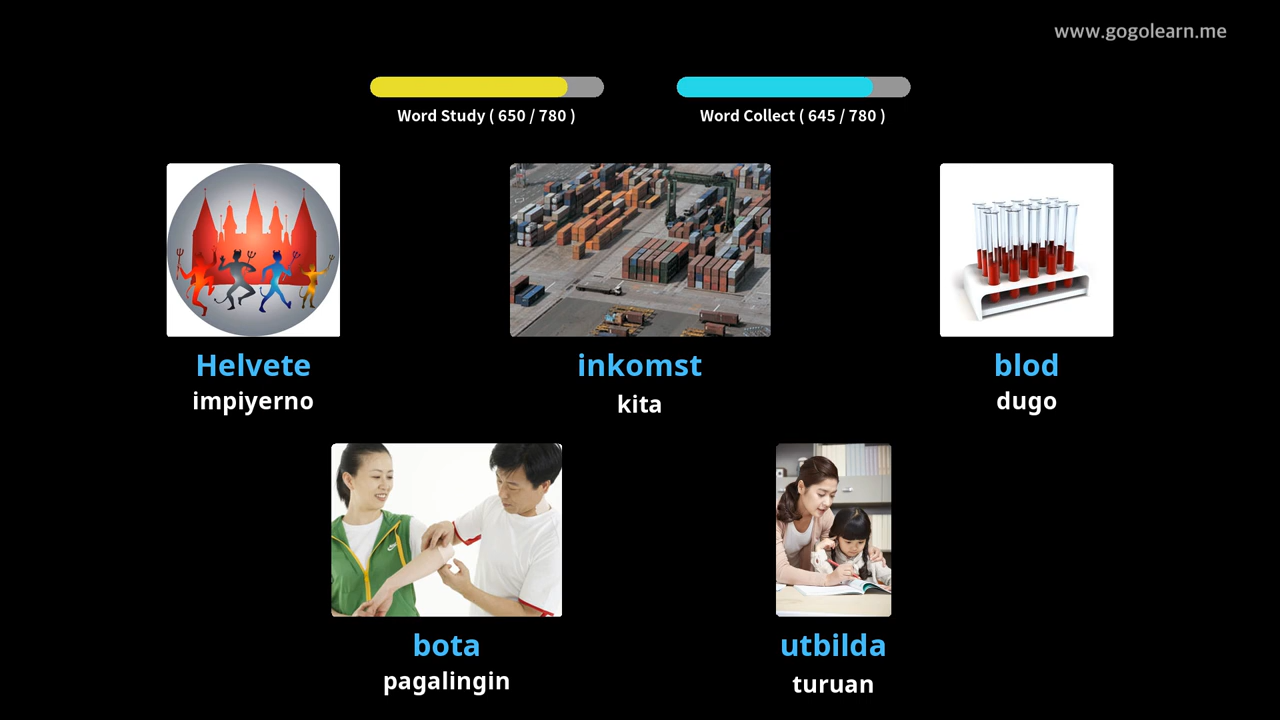 www.gogolearn.me
Word Study ( 650 / 780 )
Word Collect ( 645 / 780 )
Helvete
impiyerno
inkomst
kita
blod
dugo
bota
pagalingin
utbilda
turuan